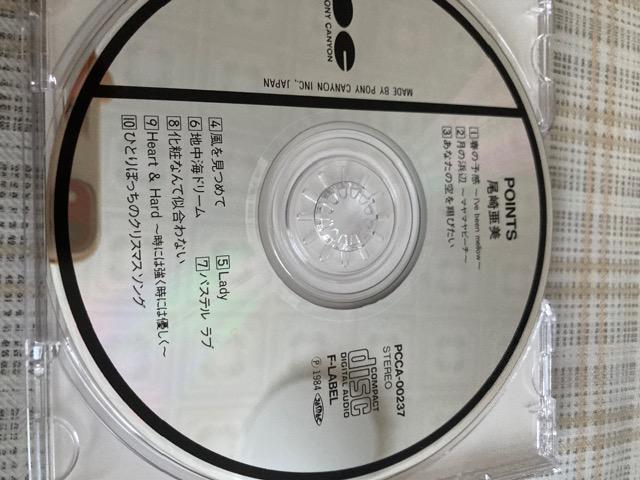 PONY CANYON
MADE BY PONY CANYON INC., JAPAN
POINTS
尾崎亜美
1 春の予感 ～I've been mellow～
2 月の浜辺 ～マヤマヤビーチ～
3 あなたの空を翔びたい
4 風を見つめて
5 Lady
6 地中海ドリーム
7 パステル ラブ
8 化粧なんて似合わない
9 Heart & Hard ～時には強く時には優しく～
10 ひとりぼっちのクリスマスソング
PCCA-00237
STEREO
COMPACT
disc
DIGITAL AUDIO
F-LABEL
Ⓟ 1984